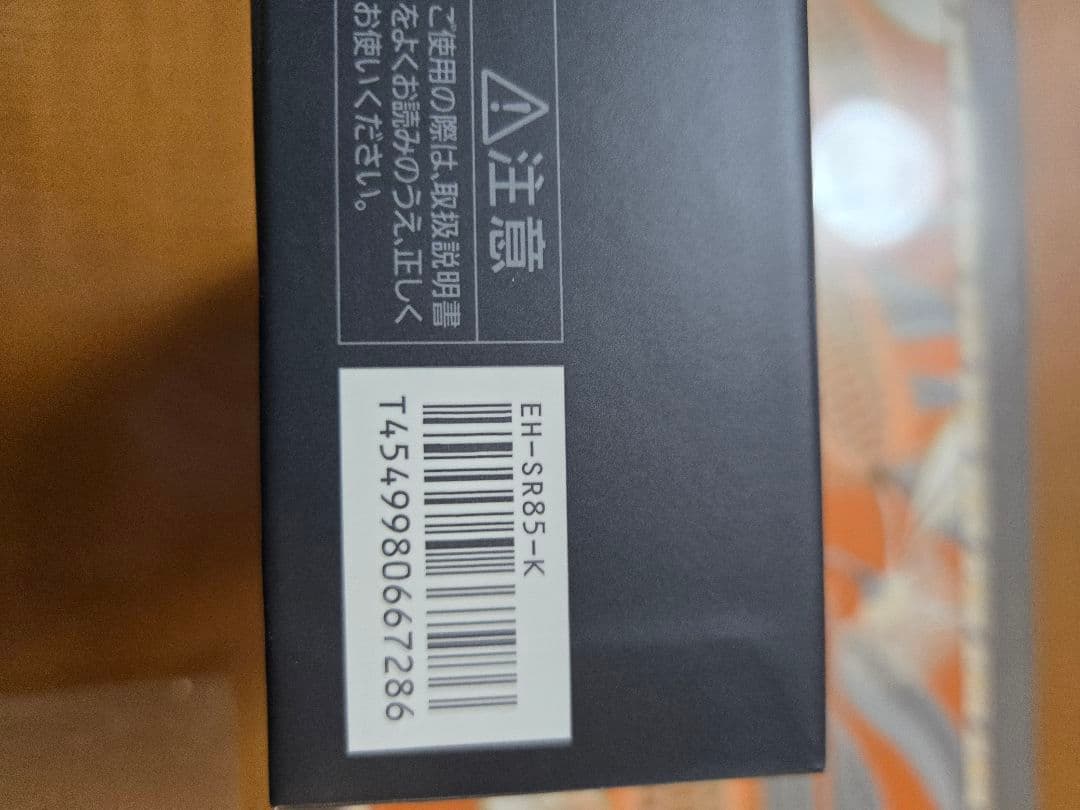 ⚠注意
ご使用の際は、取扱説明書
をよくお読みのうえ、正しく
お使いください。
EH-SR85-K
T4549980667286